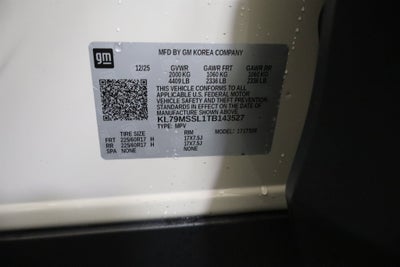 gm
MFD BY GM KOREA COMPANY
12/25 GVWR GAWR FRT GAWR RR
2000 KG 1060 KG 1060 KG
4409 LB 2336 LB 2336 LB
THIS VEHICLE CONFORMS TO ALL
APPLICABLE U.S. FEDERAL MOTOR
VEHICLE SAFETY AND
STANDARDS IN EFFECT ON THE DATE OF
MANUFACTURE SHOWN ABOVE.
KL79MSSL1TB143527
TYPE: MPV MODEL:
TIRE SIZE RIM
FRT 225/60R17 H 17X7.5J
RR 225/60R17 H 17X7.5J
SPA NONE NONE